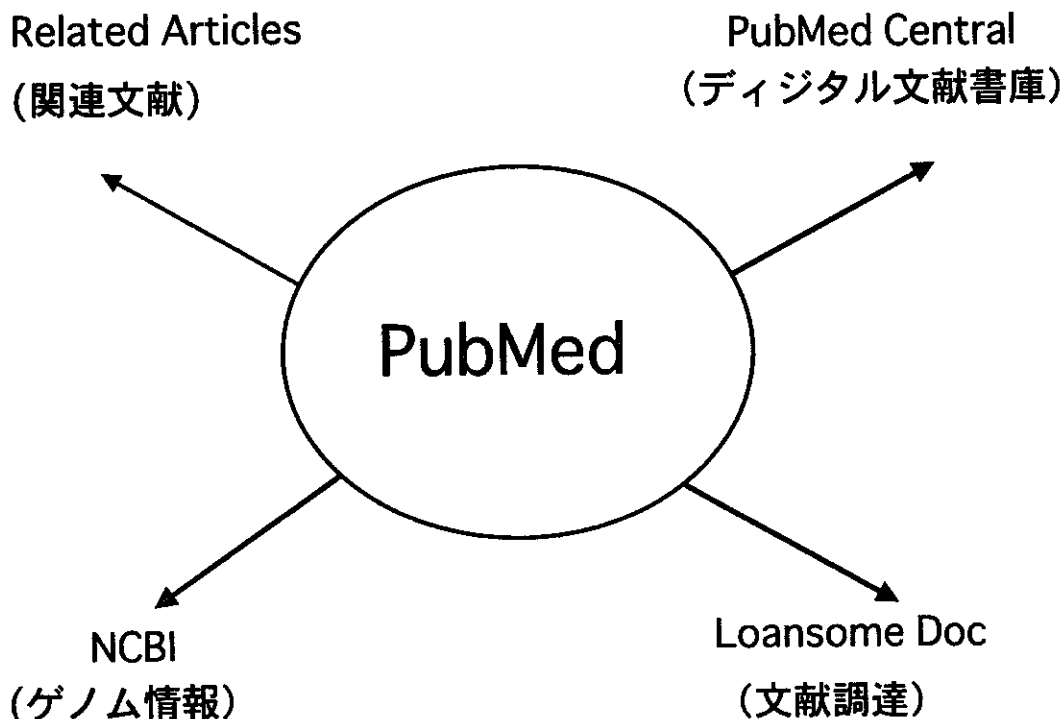 Related Articles
(関連文献)
PubMed Central
(ディジタル文献書庫)
PubMed
NCBI
(ゲノム情報)
Loansome Doc
(文献調達)